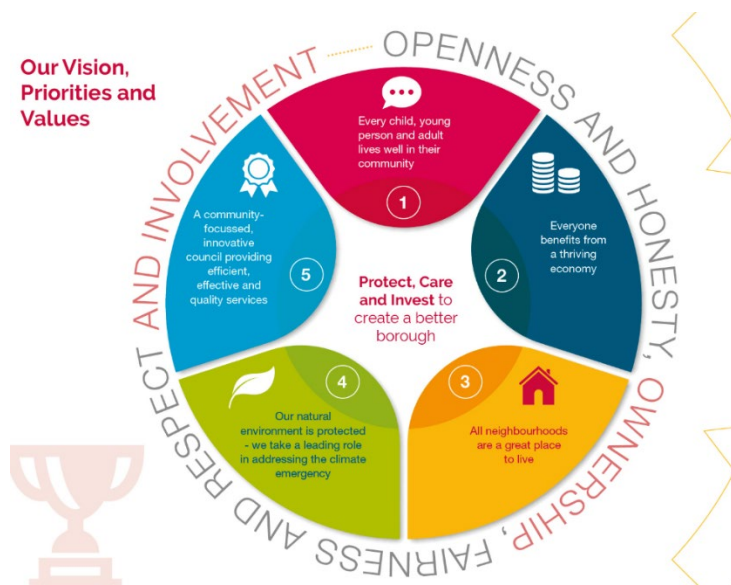 Our Vision,
Priorities and
Values
OPENNESS AND HONESTY, OWNERSHIP, FAIRNESS AND RESPECT AND INVOLVEMENT
Every child, young
person and adult
lives well in their
community
1
Everyone
benefits from
a thriving
economy
2
3
All neighbourhoods
are a great place
to live
4
Our natural
environment is protected
- we take a leading role
in addressing the climate
emergency
A community-
focussed,
innovative
council providing
efficient,
effective and
quality services
5
Protect, Care
and Invest to
create a better
borough